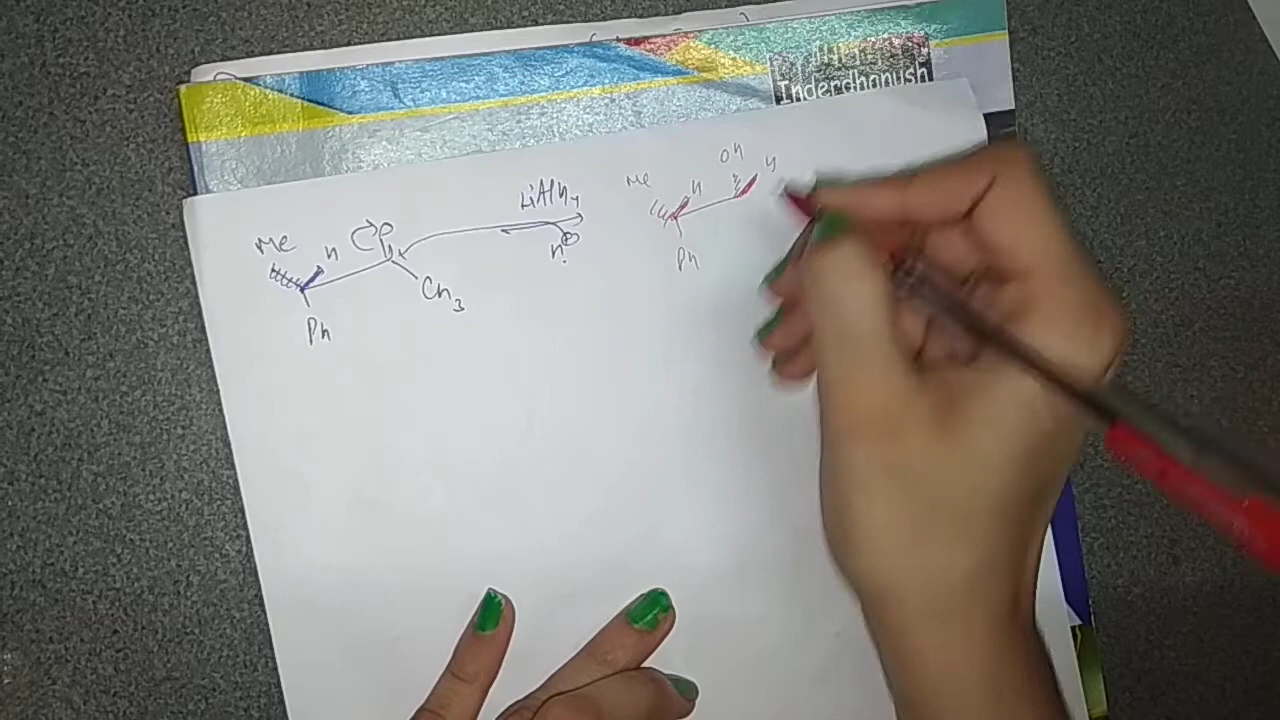 Inderdhanush
LiAlH4
H⊕
Me H O
CH3
Ph
OH H
Me H
Ph